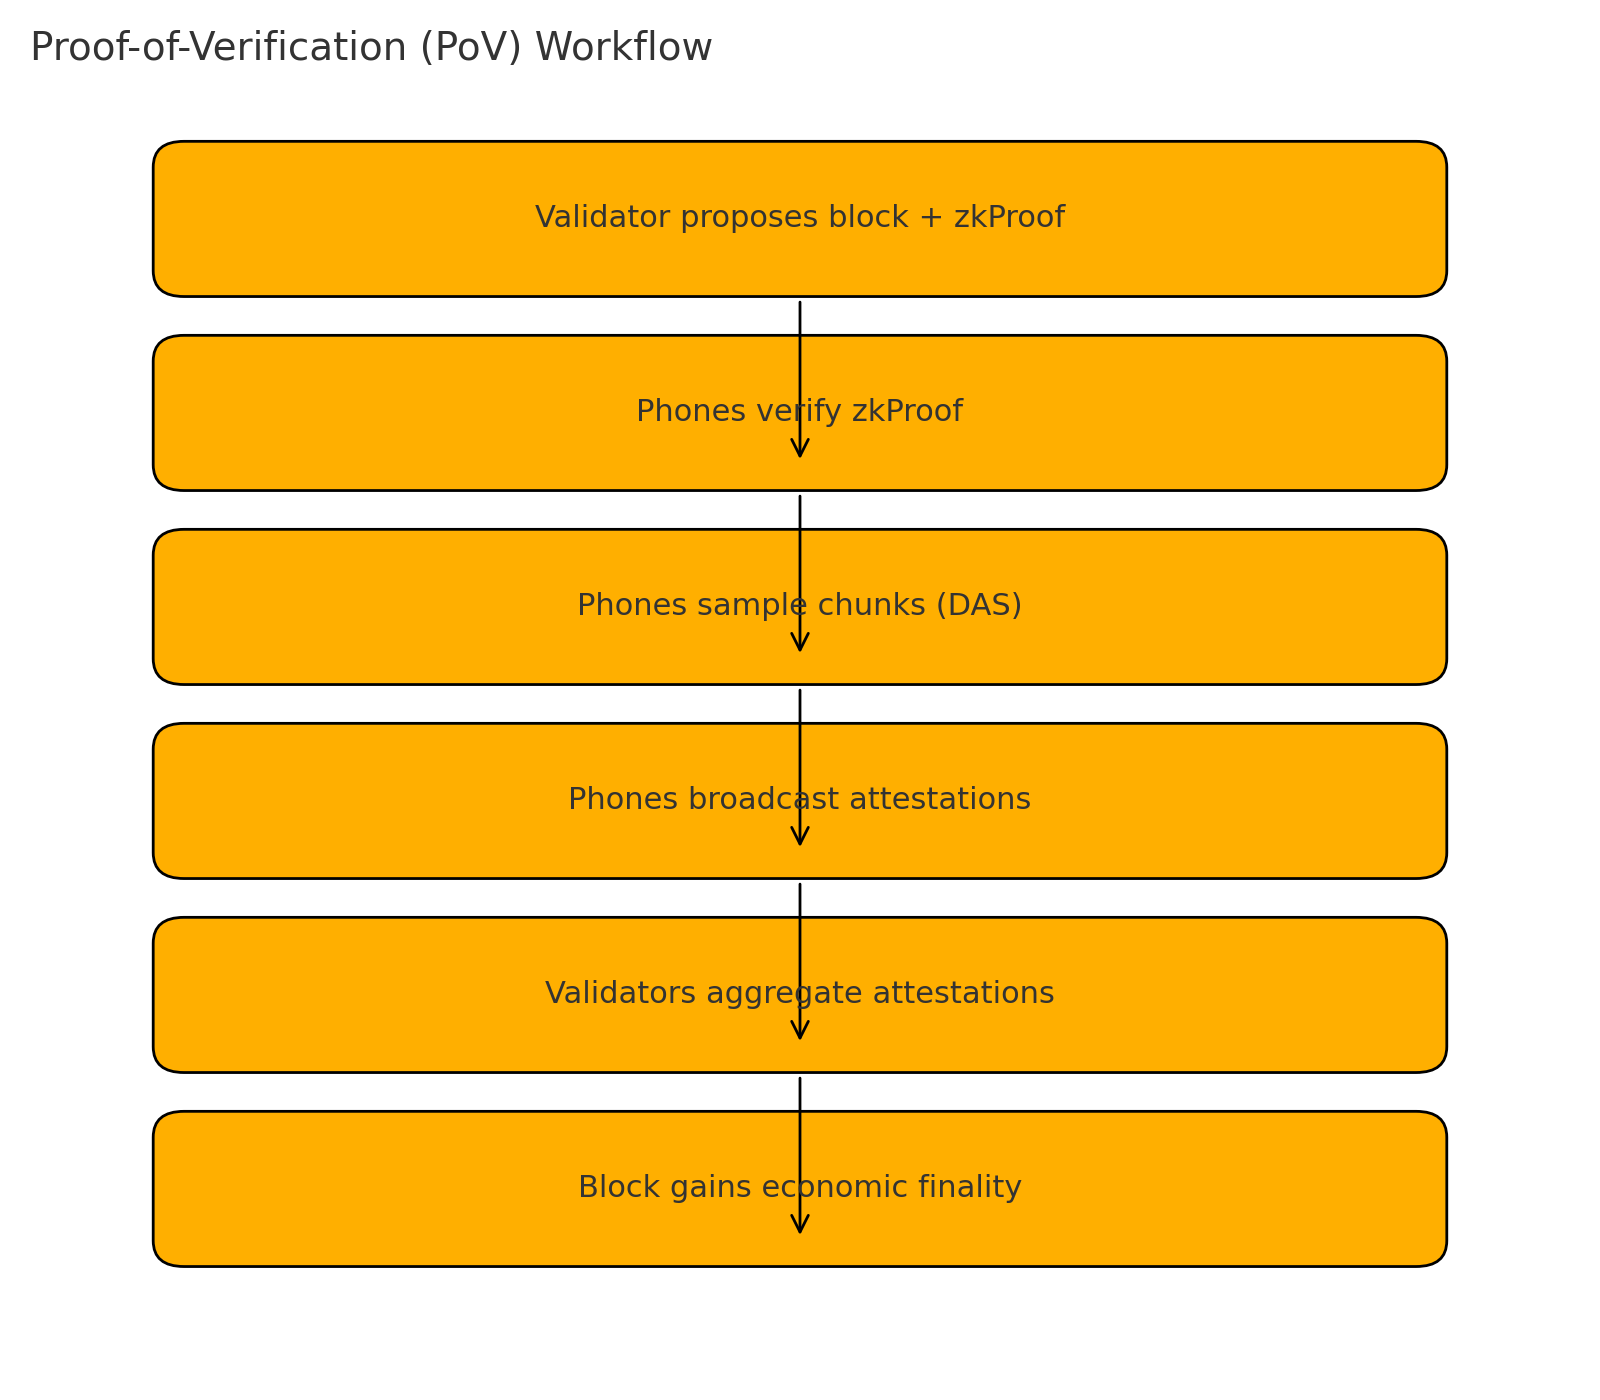 Proof-of-Verification (PoV) Workflow
Validator proposes block + zkProof
Phones verify zkProof
Phones sample chunks (DAS)
Phones broadcast attestations
Validators aggregate attestations
Block gains economic finality